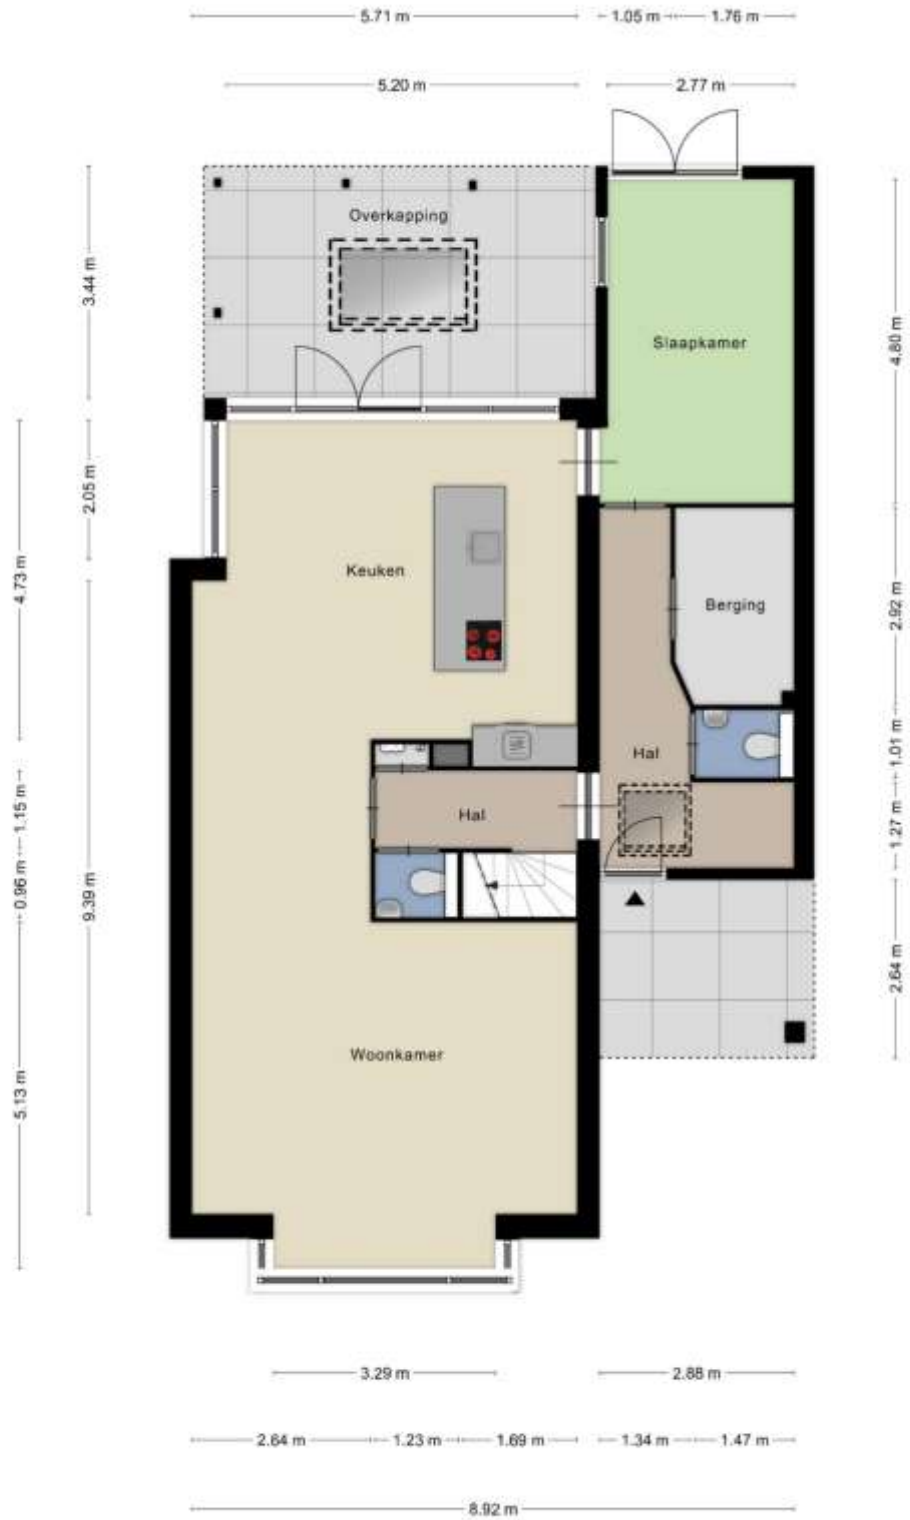 5.71 m
1.05 m
1.76 m
5.20 m
2.77 m
Overkapping
3.44 m
Slaapkamer
4.80 m
2.05 m
4.73 m
Keuken
Berging
2.92 m
Hal
1.01 m
Hal
1.15 m
1.27 m
0.96 m
9.39 m
2.64 m
Woonkamer
5.13 m
3.29 m
2.88 m
2.64 m
1.23 m
1.69 m
1.34 m
1.47 m
8.92 m